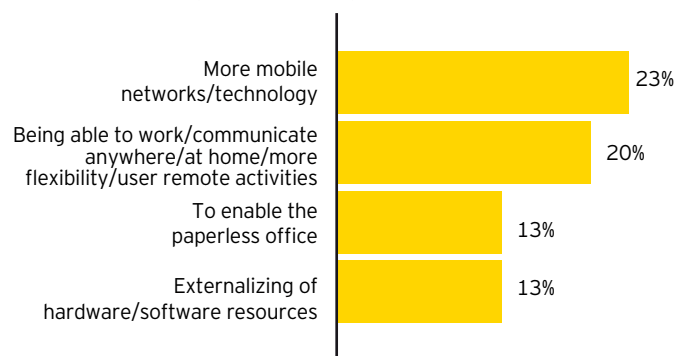 More mobile
networks/technology
23%
Being able to work/communicate
anywhere/at home/more
flexibility/user remote activities
20%
To enable the
paperless office
13%
Externalizing of
hardware/software resources
13%